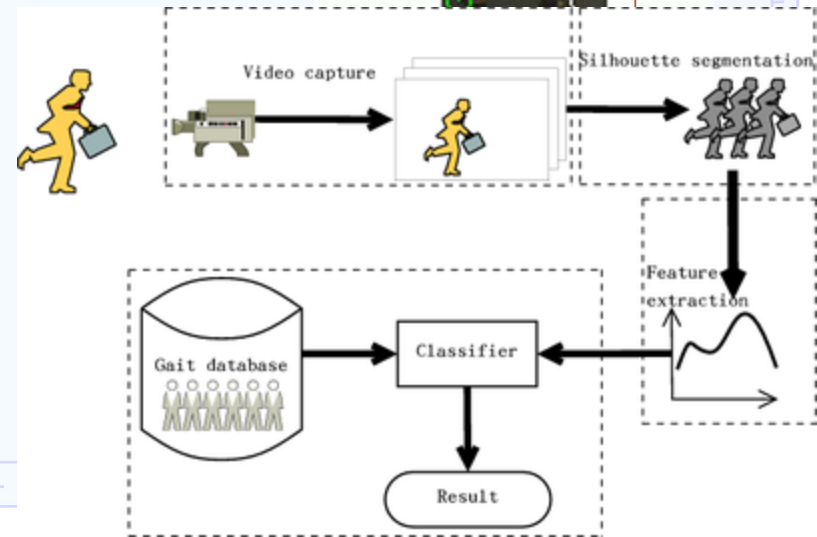 Video capture
Silhouette segmentation
Feature
extraction
Gait database
Classifier
Result